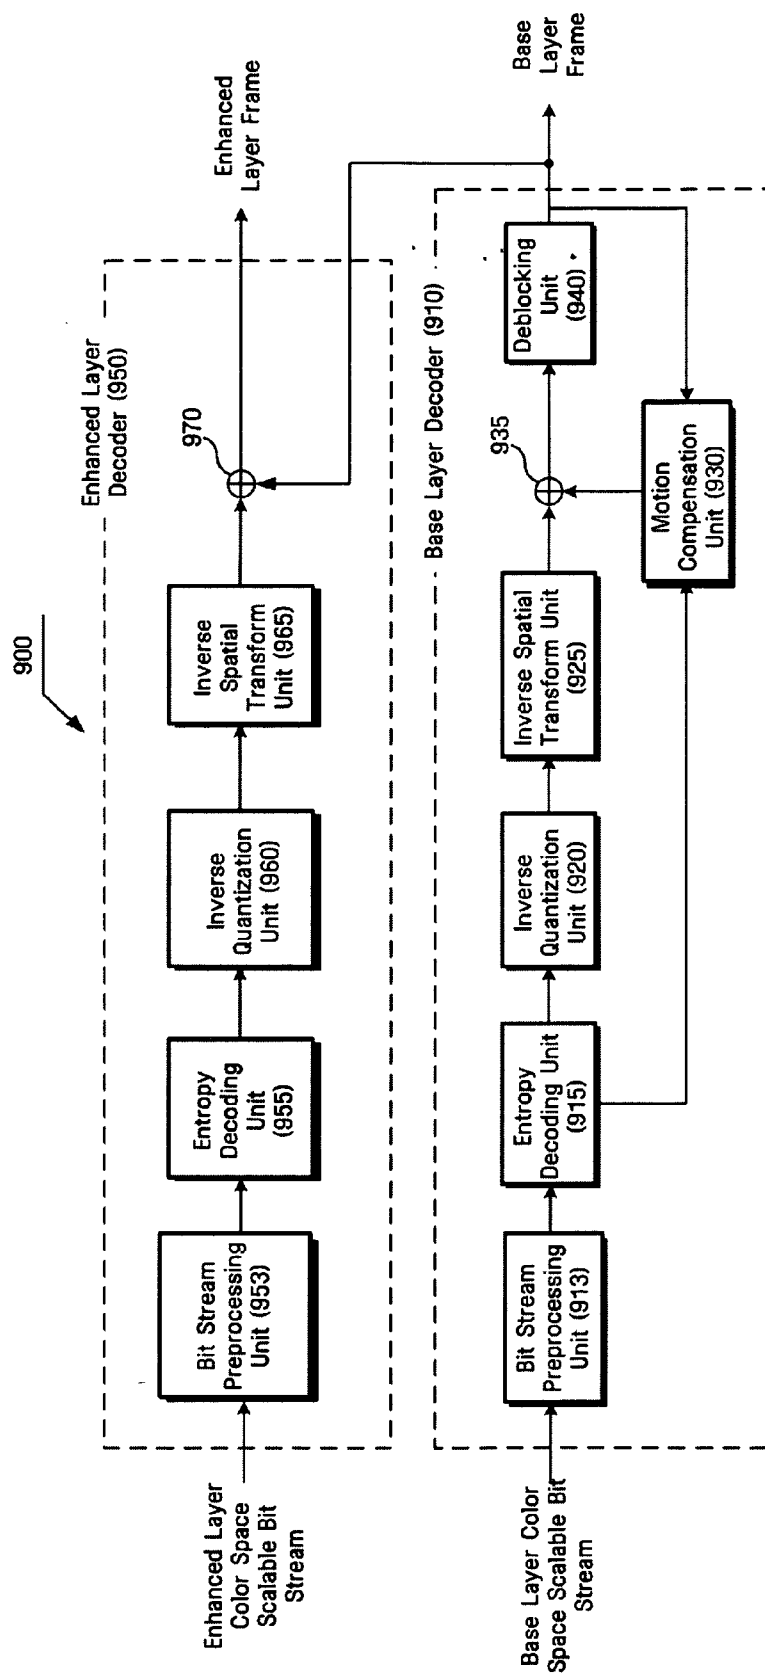 900
Enhanced Layer
Decoder (950)
Enhanced Layer
Color Space
Scalable Bit
Stream
Bit Stream
Preprocessing
Unit (953)
Entropy
Decoding
Unit
(955)
Inverse
Quantization
Unit (960)
Inverse
Spatial
Transform
Unit (965)
970
Enhanced
Layer Frame
Base Layer Decoder (910)
Base Layer Color
Space Scalable Bit
Stream
Bit Stream
Preprocessing
Unit (913)
Entropy
Decoding Unit
(915)
Inverse
Quantization
Unit (920)
Inverse Spatial
Transform Unit
(925)
935
Deblocking
Unit
(940)
Motion
Compensation
Unit (930)
Base
Layer
Frame